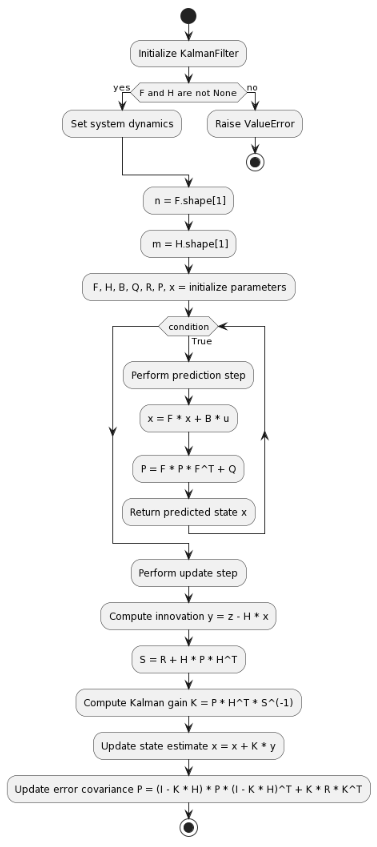 Initialize KalmanFilter
yes
F and H are not None
no
Set system dynamics
Raise ValueError
n = F.shape[1]
m = H.shape[1]
F, H, B, Q, R, P, x = initialize parameters
condition
True
Perform prediction step
x = F * x + B * u
P = F * P * F^T + Q
Return predicted state x
Perform update step
Compute innovation y = z - H * x
S = R + H * P * H^T
Compute Kalman gain K = P * H^T * S^(-1)
Update state estimate x = x + K * y
Update error covariance P = (I - K * H) * P * (I - K * H)^T + K * R * K^T